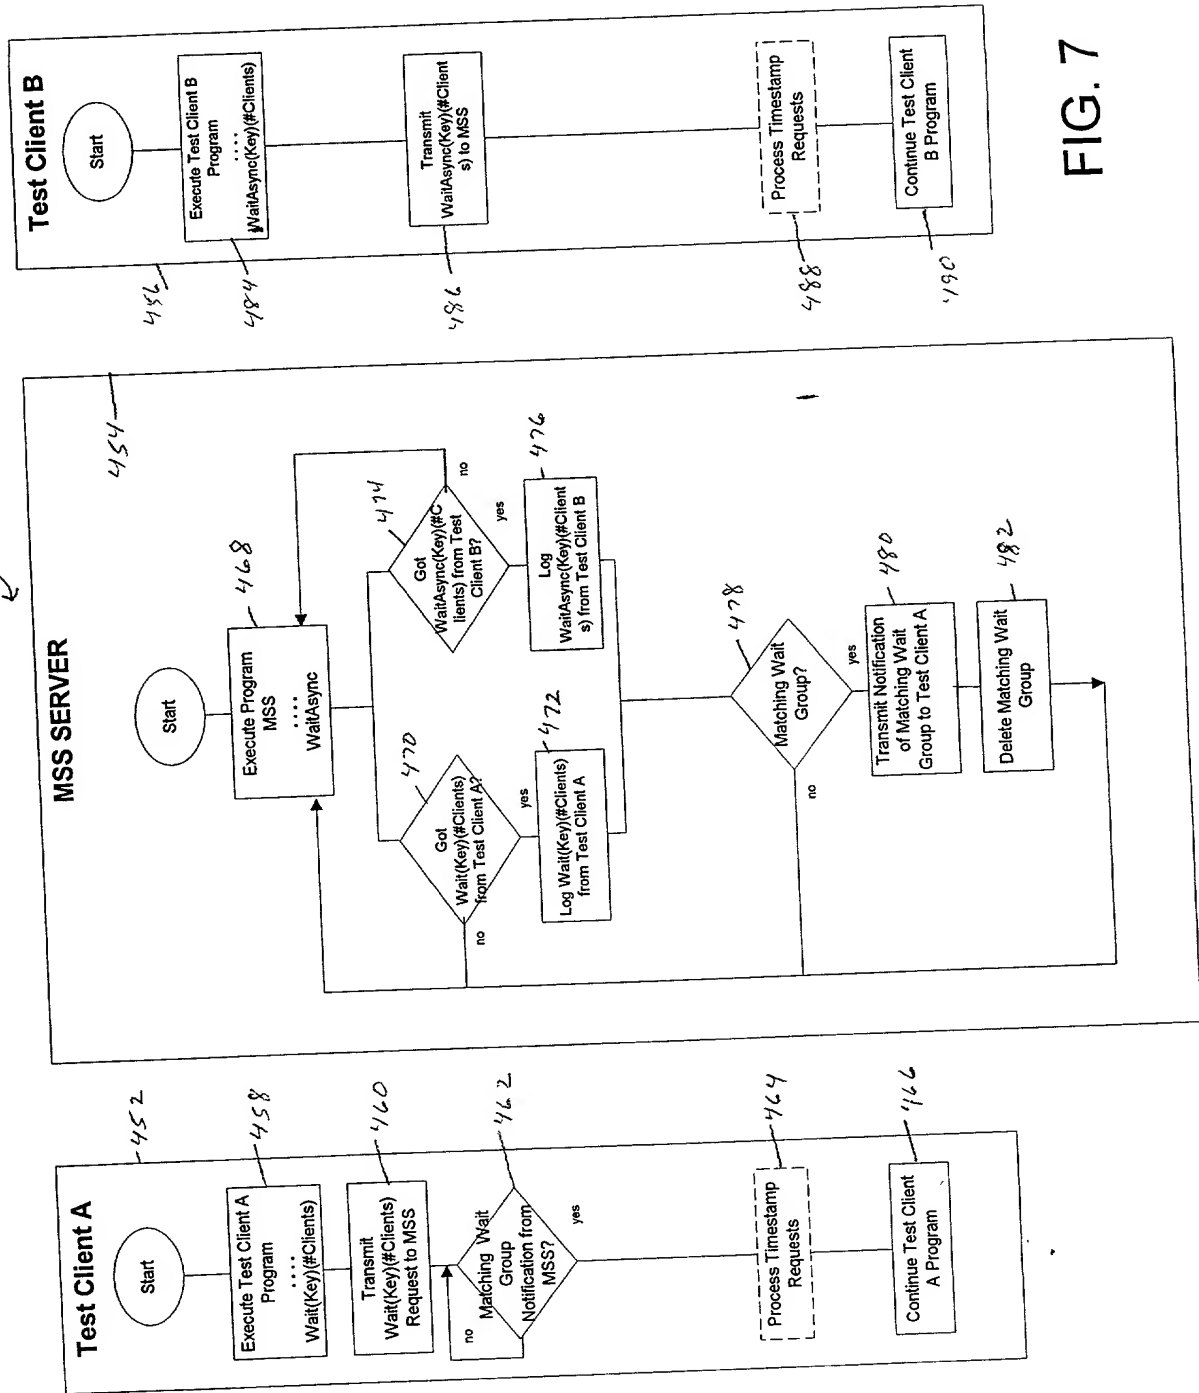 Test Client A
452
Start
Execute Test Client A
Program
....
Wait(Key)(#Clients)
458
Transmit
Wait(Key)(#Clients)
Request to MSS
460
Matching Wait
Group
Notification from
MSS?
462
no
yes
Process Timestamp
Requests
464
Continue Test Client
A Program
466
MSS SERVER
454
Start
Execute Program
MSS
....
WaitAsync
468
Got
Wait(Key)(#Clients)
from Test Client A?
470
no
yes
Log Wait(Key)(#Clients)
from Test Client A
472
Got
WaitAsync(Key)(#C
lients) from Test
Client B?
474
no
yes
Log
WaitAsync(Key)(#Client
s) from Test Client B
476
Matching Wait
Group?
478
no
yes
Transmit Notification
of Matching Wait
Group to Test Client A
480
Delete Matching Wait
Group
482
Test Client B
456
Start
Execute Test Client B
Program
....
WaitAsync(Key)(#Clients)
484
Transmit
WaitAsync(Key)(#Client
s) to MSS
486
Process Timestamp
Requests
488
Continue Test Client
B Program
490
FIG. 7